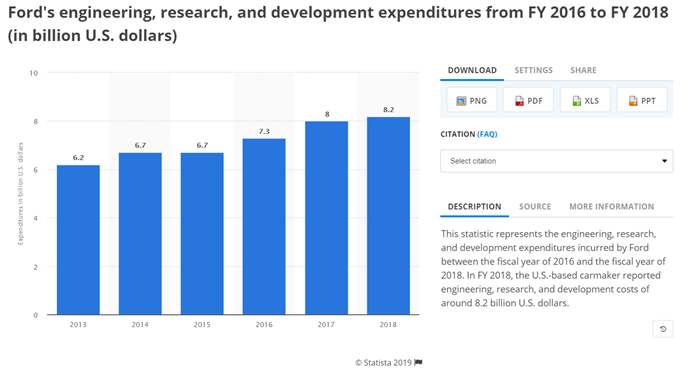 Ford's engineering, research, and development expenditures from FY 2016 to FY 2018
(in billion U.S. dollars)
Expenditures in billion U.S. dollars
10
8
6
4
2
0
6.2
6.7
6.7
7.3
8
8.2
2013
2014
2015
2016
2017
2018
© Statista 2019
DOWNLOAD SETTINGS SHARE
PNG PDF XLS PPT
CITATION (FAQ)
Select citation
DESCRIPTION SOURCE MORE INFORMATION
This statistic represents the engineering, research,
and development expenditures incurred by Ford
between the fiscal year of 2016 and the fiscal year of
2018. In FY 2018, the U.S.-based carmaker reported
engineering, research, and development costs of
around 8.2 billion U.S. dollars.